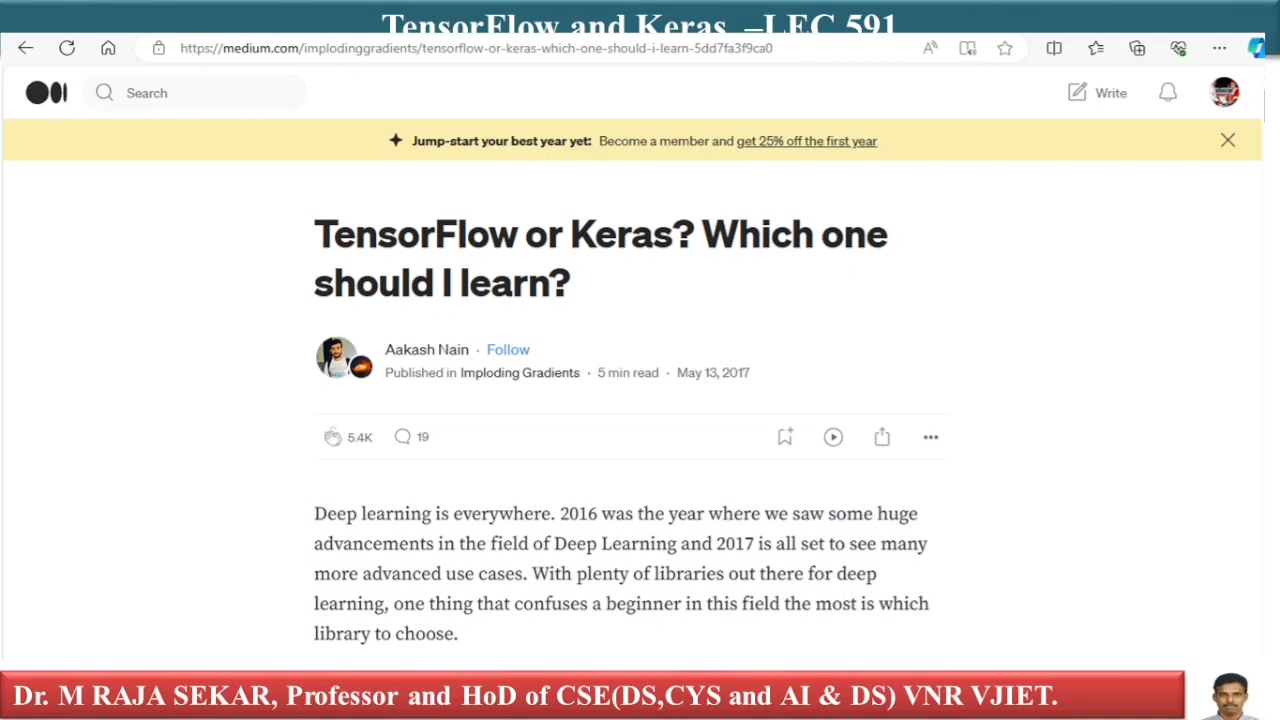 TensorFlow and Keras –LEC 591
https://medium.com/implodinggradients/tensorflow-or-keras-which-one-should-i-learn-5dd7fa3f9ca0
Search
Write
Jump-start your best year yet: Become a member and get 25% off the first year
TensorFlow or Keras? Which one
should I learn?
Aakash Nain · Follow
Published in Imploding Gradients · 5 min read · May 13, 2017
5.4K 19
Deep learning is everywhere. 2016 was the year where we saw some huge
advancements in the field of Deep Learning and 2017 is all set to see many
more advanced use cases. With plenty of libraries out there for deep
learning, one thing that confuses a beginner in this field the most is which
library to choose.
Dr. M RAJA SEKAR, Professor and HoD of CSE(DS,CYS and AI & DS) VNR VJIET.